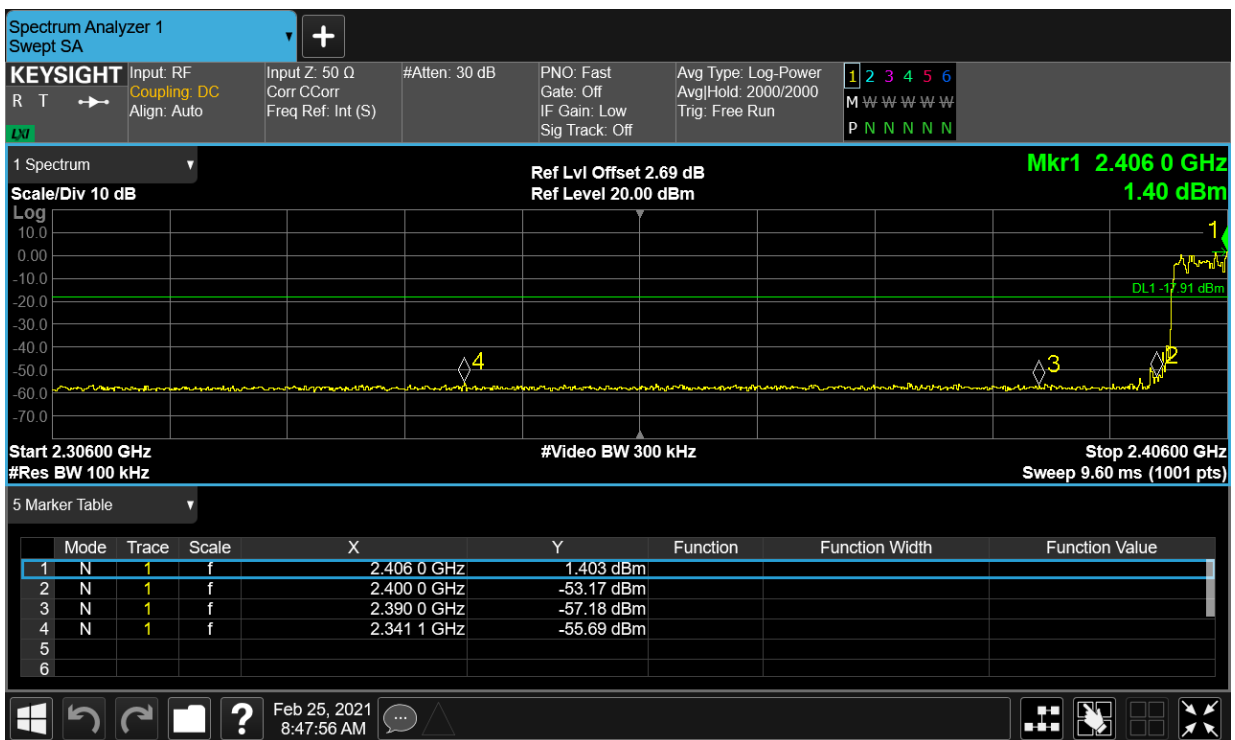 Spectrum Analyzer 1
Swept SA
+
KEYSIGHT
R T
LXI
Input: RF
Coupling: DC
Align: Auto
Input Z: 50 Ω
Corr CCorr
Freq Ref: Int (S)
#Atten: 30 dB
PNO: Fast
Gate: Off
IF Gain: Low
Sig Track: Off
Avg Type: Log-Power
Avg|Hold: 2000/2000
Trig: Free Run
1 2 3 4 5 6
M W W W W W
P N N N N N
1 Spectrum
Scale/Div 10 dB
Log
Ref Lvl Offset 2.69 dB
Ref Level 20.00 dBm
Mkr1 2.406 0 GHz
1.40 dBm
10.0
0.00
-10.0
-20.0
-30.0
-40.0
-50.0
-60.0
-70.0
1
DL1 -17.91 dBm
4
3
2
Start 2.30600 GHz
#Res BW 100 kHz
#Video BW 300 kHz
Stop 2.40600 GHz
Sweep 9.60 ms (1001 pts)
5 Marker Table
Mode Trace Scale X Y Function Function Width Function Value
1 N 1 f 2.406 0 GHz 1.403 dBm
2 N 1 f 2.400 0 GHz -53.17 dBm
3 N 1 f 2.390 0 GHz -57.18 dBm
4 N 1 f 2.341 1 GHz -55.69 dBm
5
6
?
Feb 25, 2021
8:47:56 AM